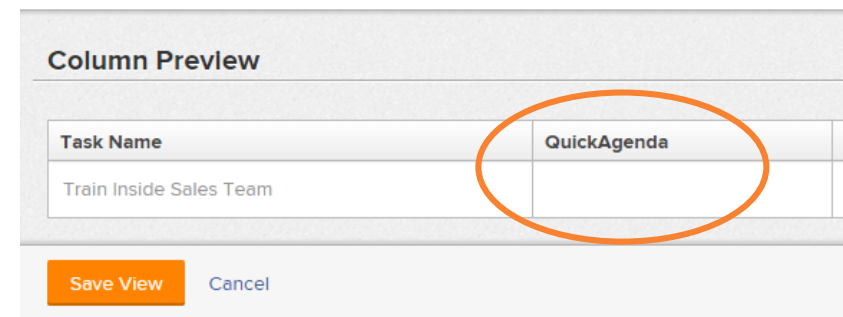 Column Preview
Task Name QuickAgenda
Train Inside Sales Team
Save View Cancel